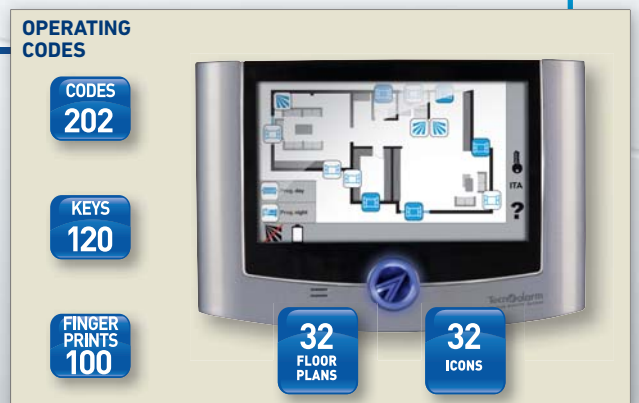 OPERATING
CODES
CODES
202
KEYS
120
FINGER
PRINTS
100
Prog day
Prog night
ITA
?
Tecnoalarm
32
FLOOR
PLANS
32
ICONS